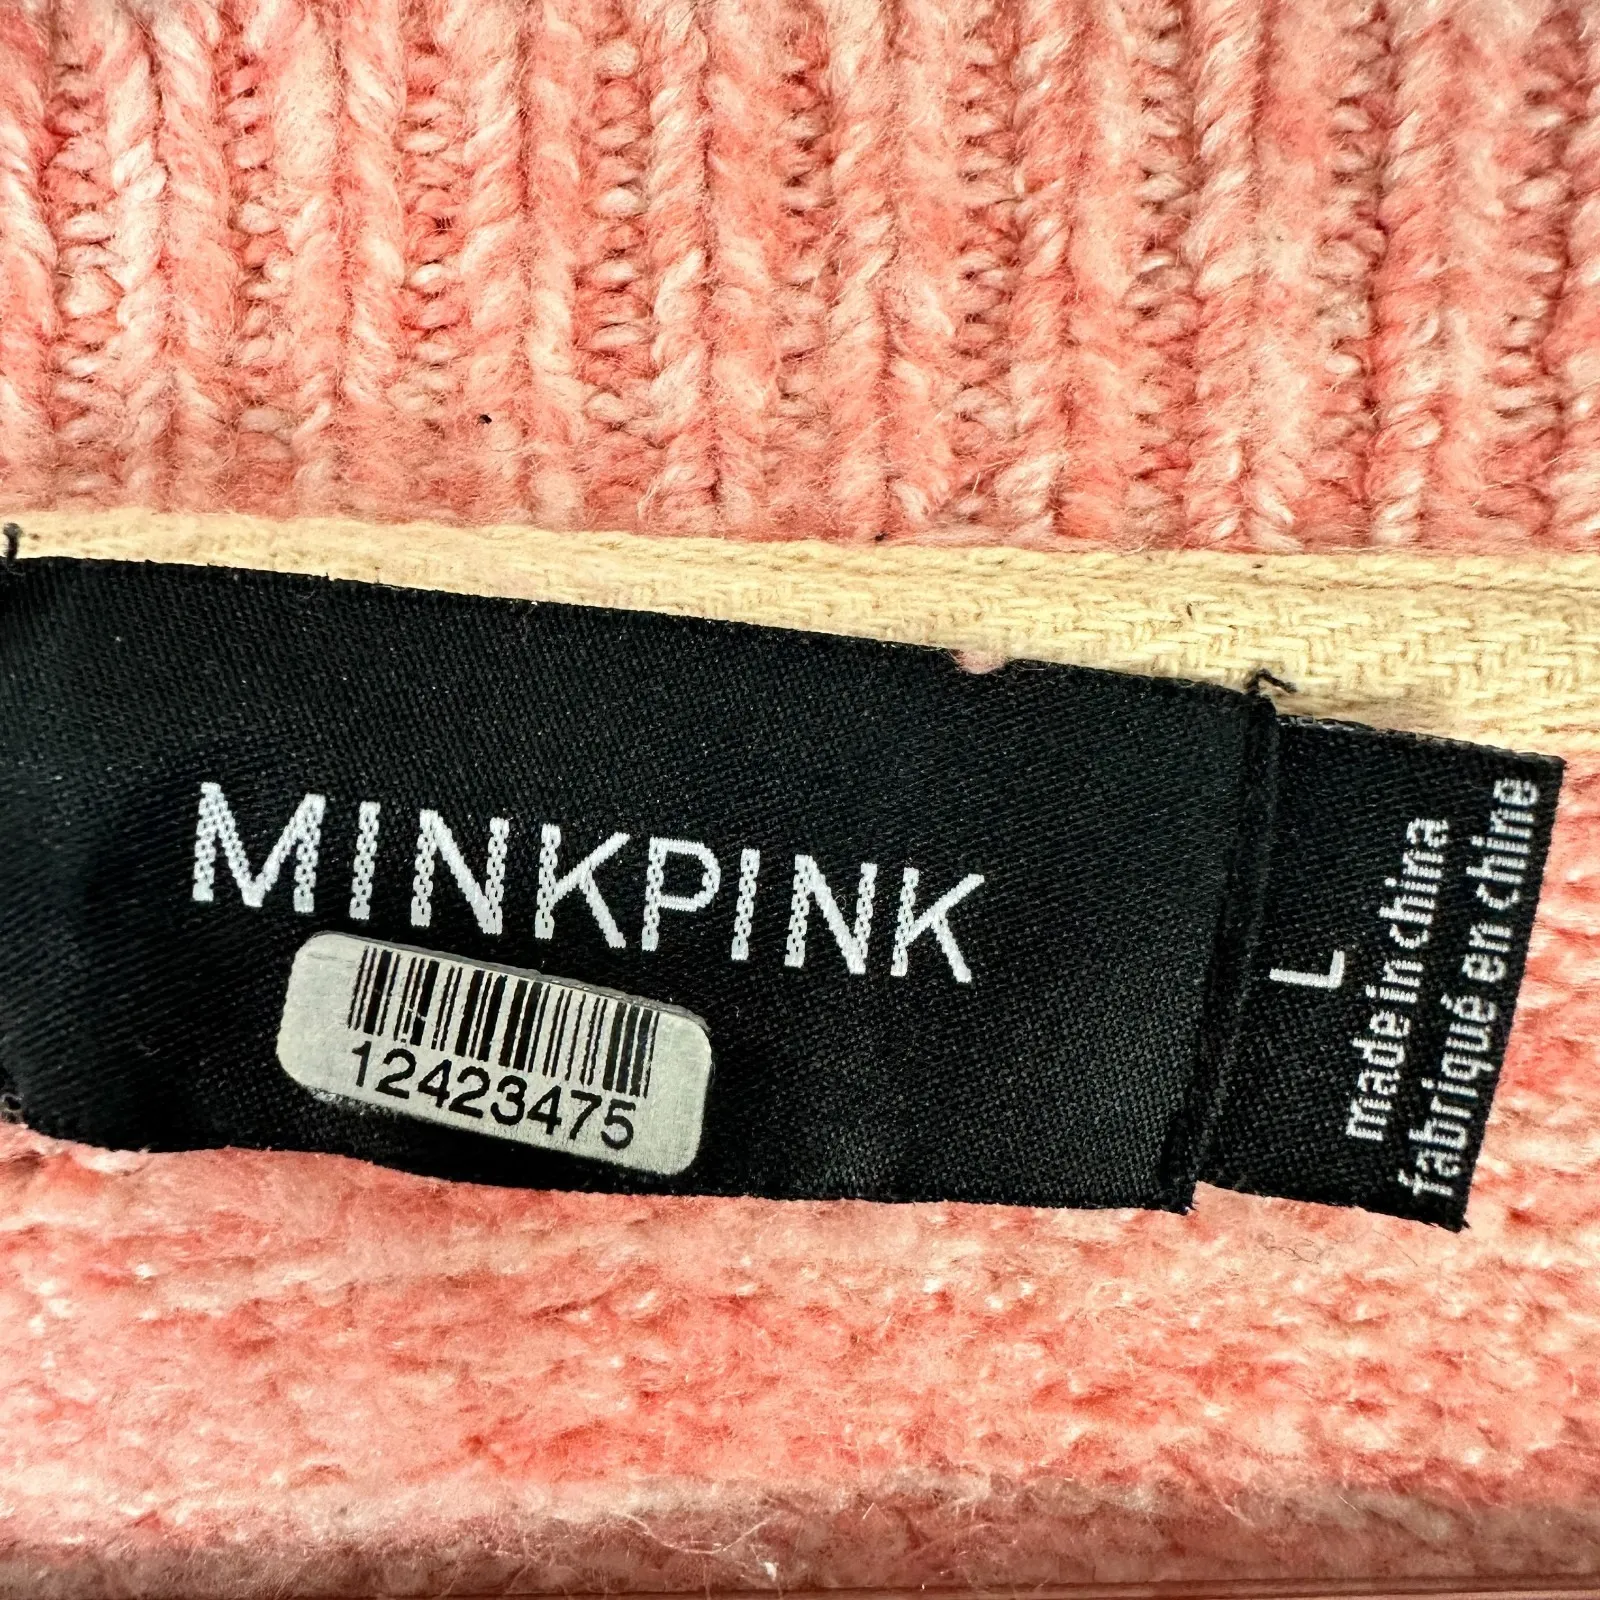 MINKPINK
12423475
L
made in china
fabriqué en chine